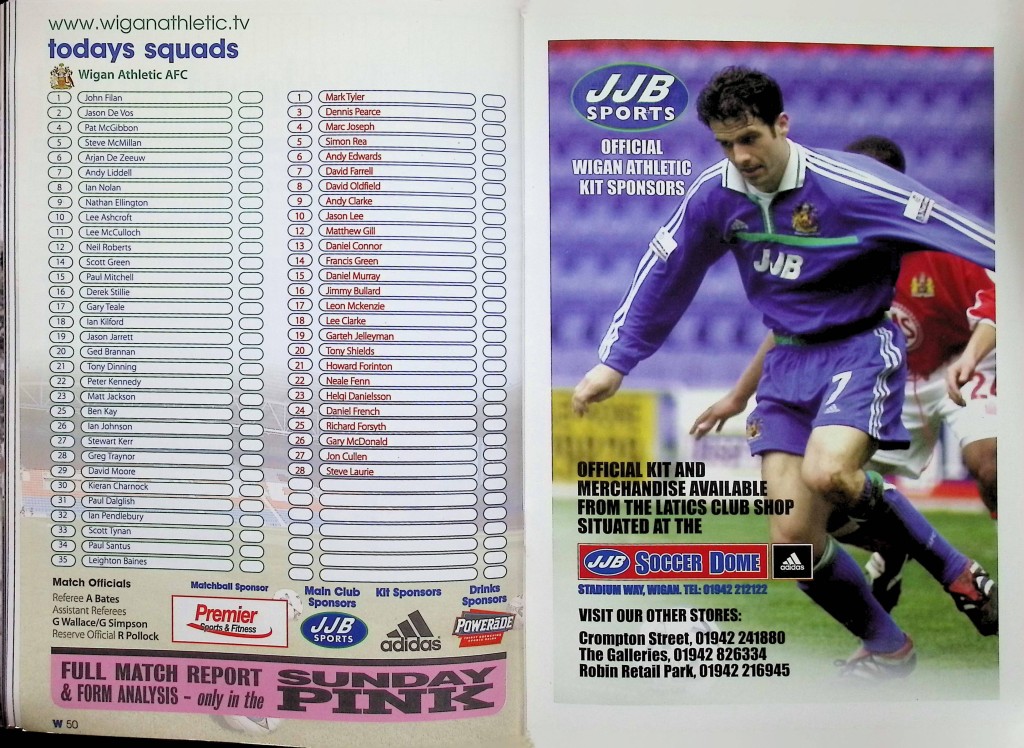 www.wiganathletic.tv
todays squads
Wigan Athletic AFC
1 John Filan
2 Jason De Vos
4 Pat McGibbon
5 Steve McMillan
6 Arjan De Zeeuw
7 Andy Liddell
8 Ian Nolan
9 Nathan Ellington
10 Lee Ashcroft
11 Lee McCulloch
12 Neil Roberts
14 Scott Green
15 Paul Mitchell
16 Derek Stillie
17 Gary Teale
18 Ian Kilford
19 Jason Jarrett
20 Ged Brannan
21 Tony Dinning
22 Peter Kennedy
23 Matt Jackson
25 Ben Kay
26 Ian Johnson
27 Stewart Kerr
28 Greg Traynor
29 David Moore
30 Kieran Charnock
31 Paul Dalglish
32 Ian Pendlebury
33 Scott Tynan
34 Paul Santus
35 Leighton Baines
1 Mark Tyler
3 Dennis Pearce
4 Marc Joseph
5 Simon Rea
6 Andy Edwards
7 David Farrell
8 David Oldfield
9 Andy Clarke
10 Jason Lee
12 Matthew Gill
13 Daniel Connor
14 Francis Green
15 Daniel Murray
16 Jimmy Bullard
17 Leon Mckenzie
18 Lee Clarke
19 Garteh Jelleyman
20 Tony Shields
21 Howard Forinton
22 Neale Fenn
23 Helgi Danielsson
24 Daniel French
25 Richard Forsyth
26 Gary McDonald
27 Jon Cullen
28 Steve Laurie
Match Officials
Referee A Bates
Assistant Referees
G Wallace/G Simpson
Reserve Official R Pollock
Matchball Sponsor
Premier
Sports & Fitness
Main Club
Sponsors
JJB
SPORTS
Kit Sponsors
adidas
Drinks
Sponsors
POWERADE
FULL MATCH REPORT
& FORM ANALYSIS - only in the
SUNDAY
PINK
W 50
JJB
SPORTS
OFFICIAL
WIGAN ATHLETIC
KIT SPONSORS
JJB
7
OFFICIAL KIT AND
MERCHANDISE AVAILABLE
FROM THE LATICS CLUB SHOP
SITUATED AT THE
JJB SOCCER DOME adidas
STADIUM WAY, WIGAN. TEL: 01942 212122
VISIT OUR OTHER STORES:
Crompton Street, 01942 241880
The Galleries, 01942 826334
Robin Retail Park, 01942 216945